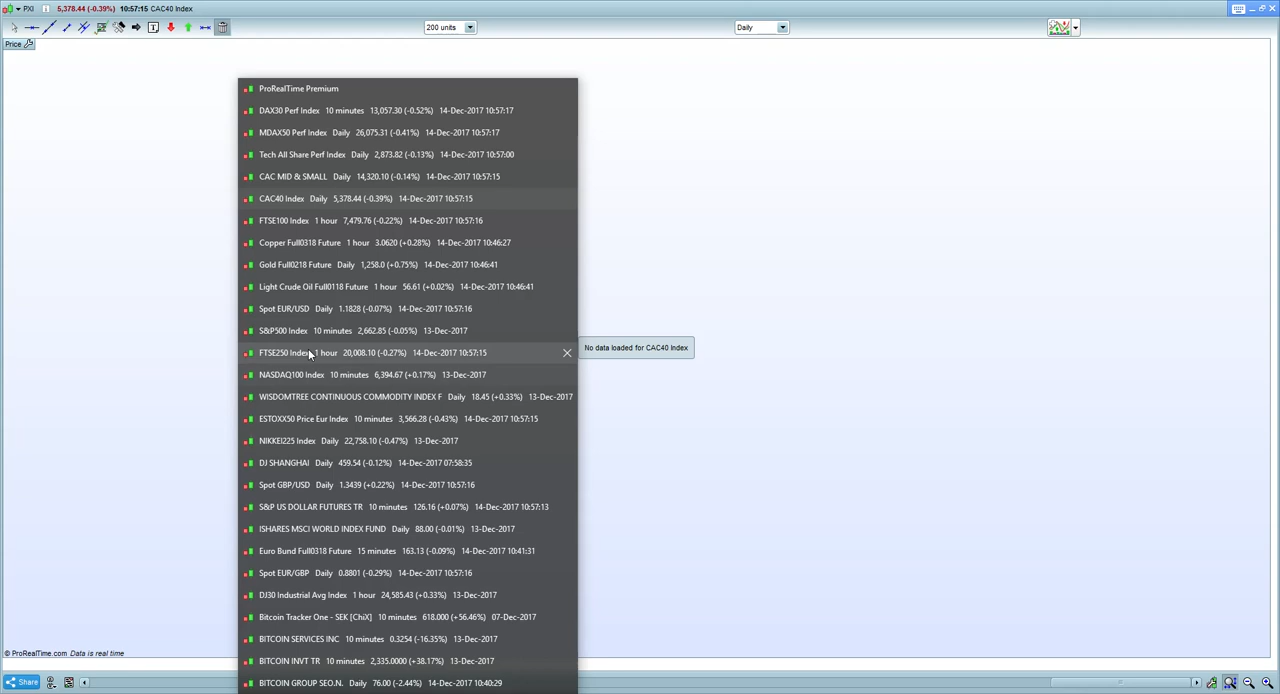 PXI 5,378.44 (-0.39%) 10:57:15 CAC40 Index
T 200 units Daily
Price
ProRealTime Premium
DAX30 Perf Index 10 minutes 13,057.30 (-0.52%) 14-Dec-2017 10:57:17
MDAX50 Perf Index Daily 26,075.31 (-0.41%) 14-Dec-2017 10:57:17
Tech All Share Perf Index Daily 2,873.82 (-0.13%) 14-Dec-2017 10:57:00
CAC MID & SMALL Daily 14,320.10 (-0.14%) 14-Dec-2017 10:57:15
CAC40 Index Daily 5,378.44 (-0.39%) 14-Dec-2017 10:57:15
FTSE100 Index 1 hour 7,479.76 (-0.22%) 14-Dec-2017 10:57:16
Copper Full0318 Future 1 hour 3.0620 (+0.28%) 14-Dec-2017 10:46:27
Gold Full0218 Future Daily 1,258.0 (+0.75%) 14-Dec-2017 10:46:41
Light Crude Oil Full0118 Future 1 hour 56.61 (+0.02%) 14-Dec-2017 10:46:41
Spot EUR/USD Daily 1.1828 (-0.07%) 14-Dec-2017 10:57:16
S&P500 Index 10 minutes 2,662.85 (-0.05%) 13-Dec-2017
FTSE250 Index 1 hour 20,008.10 (-0.27%) 14-Dec-2017 10:57:15
No data loaded for CAC40 Index
NASDAQ100 Index 10 minutes 6,394.67 (+0.17%) 13-Dec-2017
WISDOMTREE CONTINUOUS COMMODITY INDEX F Daily 18.45 (+0.33%) 13-Dec-2017
ESTOXX50 Price Eur Index 10 minutes 3,566.28 (-0.43%) 14-Dec-2017 10:57:15
NIKKEI225 Index Daily 22,758.10 (-0.47%) 13-Dec-2017
DJ SHANGHAI Daily 459.54 (-0.12%) 14-Dec-2017 07:58:35
Spot GBP/USD Daily 1.3439 (+0.22%) 14-Dec-2017 10:57:16
S&P US DOLLAR FUTURES TR 10 minutes 126.16 (+0.07%) 14-Dec-2017 10:57:13
ISHARES MSCI WORLD INDEX FUND Daily 88.00 (-0.01%) 13-Dec-2017
Euro Bund Full0318 Future 15 minutes 163.13 (-0.09%) 14-Dec-2017 10:41:31
Spot EUR/GBP Daily 0.8801 (-0.29%) 14-Dec-2017 10:57:16
DJ30 Industrial Avg Index 1 hour 24,585.43 (+0.33%) 13-Dec-2017
Bitcoin Tracker One - SEK [ChiX] 10 minutes 618.000 (+56.46%) 07-Dec-2017
BITCOIN SERVICES INC 10 minutes 0.3254 (-16.35%) 13-Dec-2017
BITCOIN INVT TR 10 minutes 2,335.0000 (+38.17%) 13-Dec-2017
BITCOIN GROUP SEO.N. Daily 76.00 (-2.44%) 14-Dec-2017 10:40:29
© ProRealTime.com Data is real time
Share